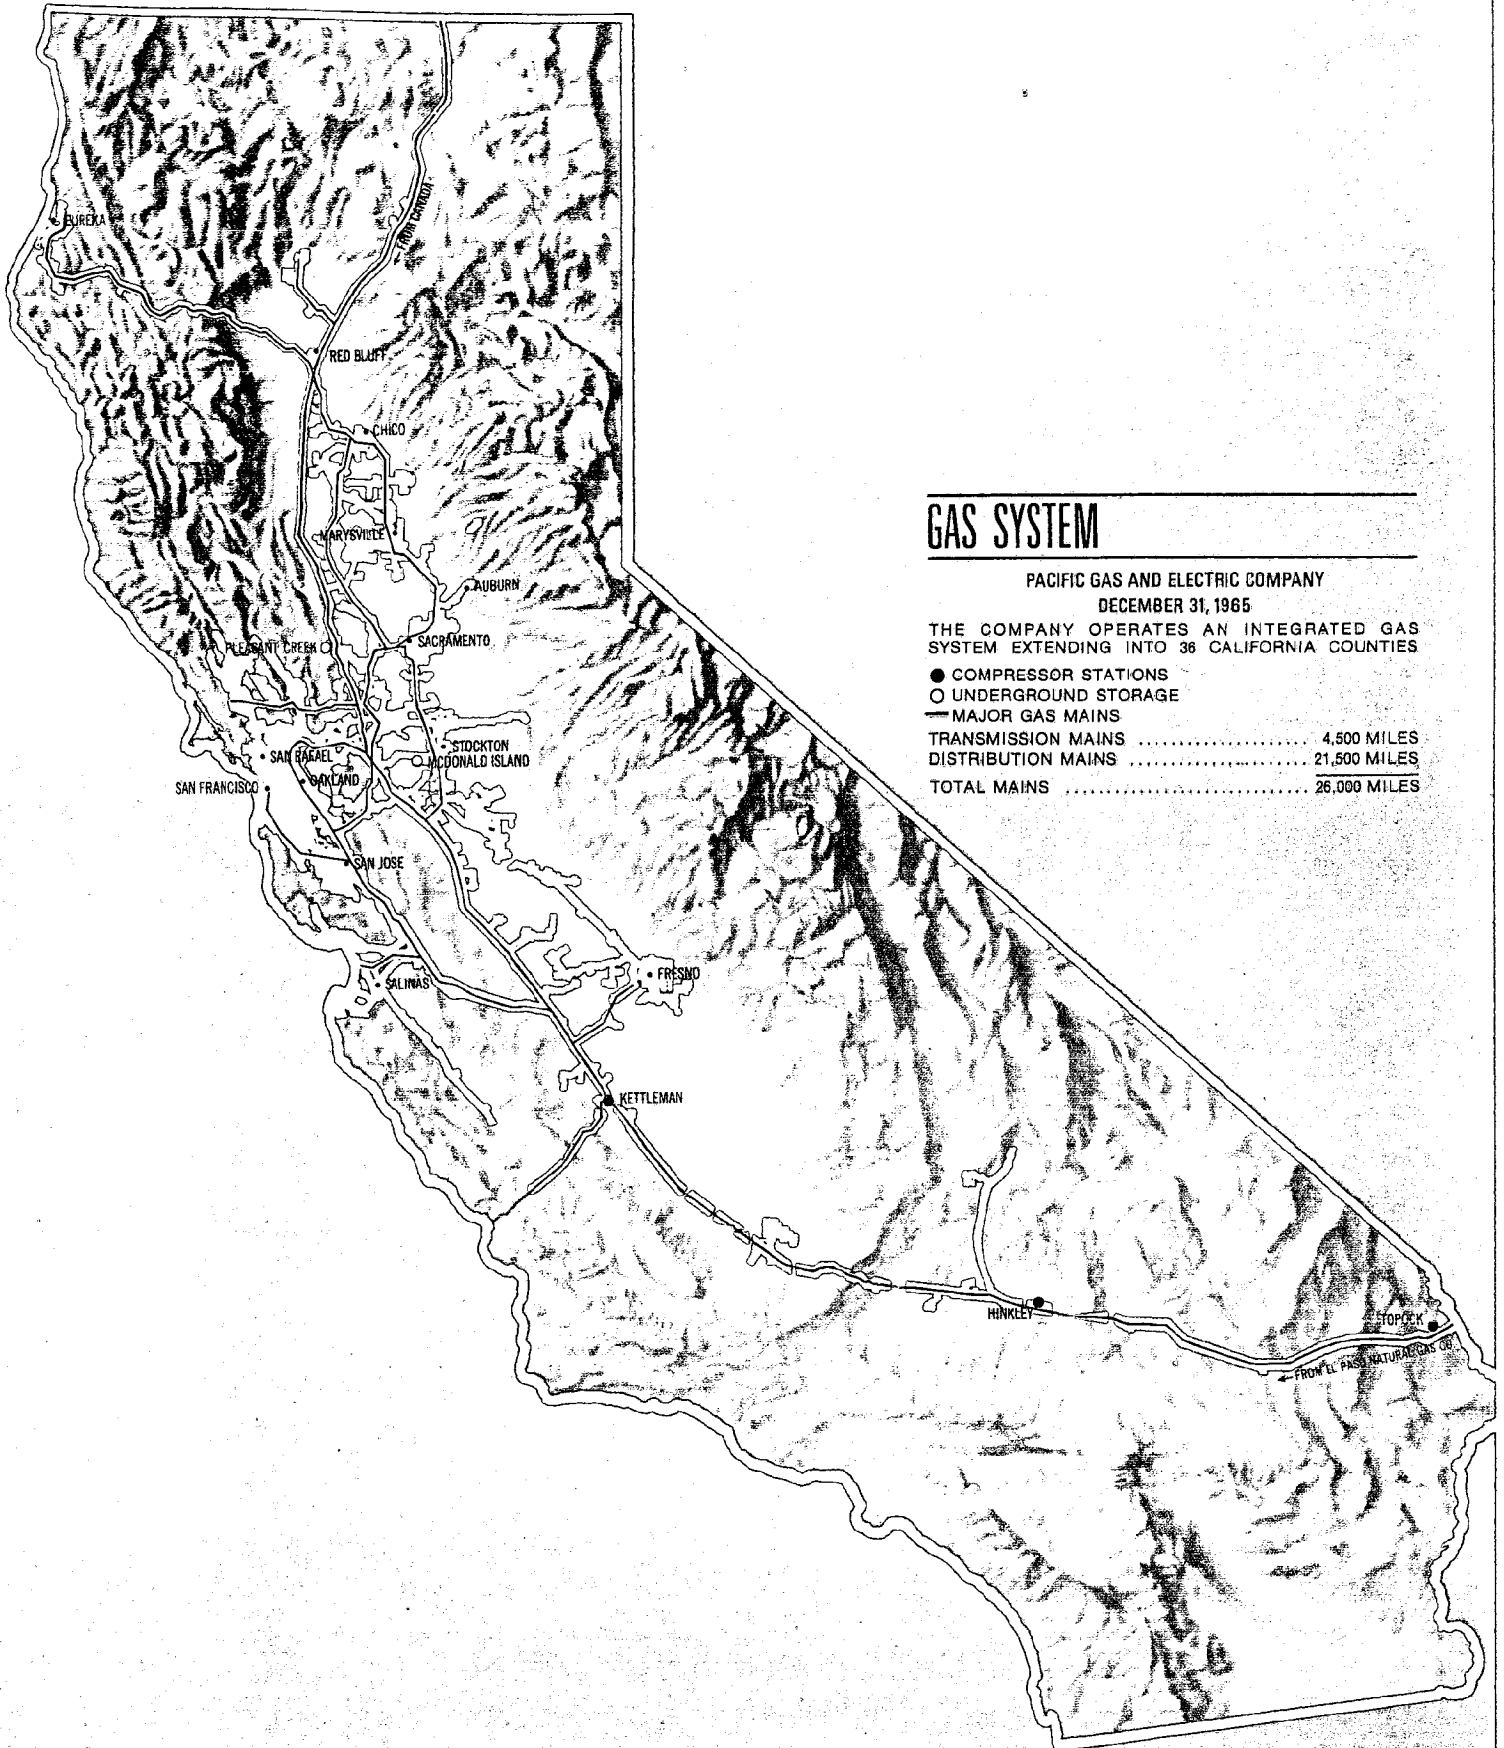 ← FROM CANADA
EUREKA
RED BLUFF
CHICO
MARYSVILLE
AUBURN
SACRAMENTO
PLEASANT CREEK
STOCKTON
MCDONALD ISLAND
SAN RAFAEL
OAKLAND
SAN FRANCISCO
SAN JOSE
FRESNO
SALINAS
KETTLEMAN
HINKLEY
TOPOCK
← FROM EL PASO NATURAL GAS CO.
GAS SYSTEM
PACIFIC GAS AND ELECTRIC COMPANY
DECEMBER 31, 1965
THE COMPANY OPERATES AN INTEGRATED GAS
SYSTEM EXTENDING INTO 36 CALIFORNIA COUNTIES
● COMPRESSOR STATIONS
○ UNDERGROUND STORAGE
— MAJOR GAS MAINS
TRANSMISSION MAINS ..................... 4,500 MILES
DISTRIBUTION MAINS ..................... 21,500 MILES
TOTAL MAINS ............................. 26,000 MILES